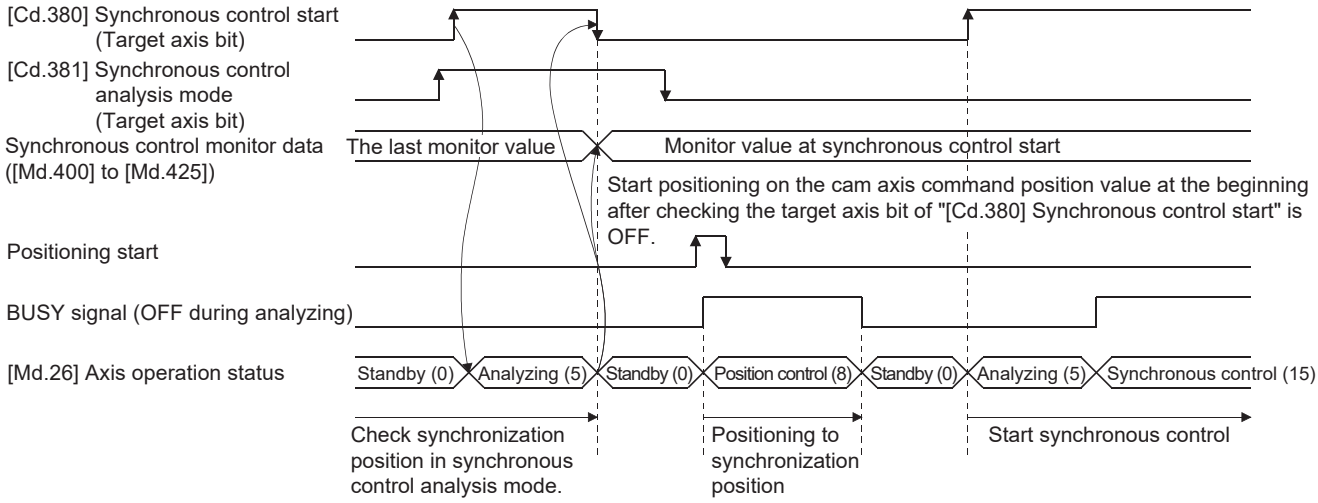 [Cd.380] Synchronous control start
(Target axis bit)
[Cd.381] Synchronous control
analysis mode
(Target axis bit)
Synchronous control monitor data
([Md.400] to [Md.425])
The last monitor value
Monitor value at synchronous control start
Start positioning on the cam axis command position value at the beginning
after checking the target axis bit of "[Cd.380] Synchronous control start" is
OFF.
Positioning start
BUSY signal (OFF during analyzing)
[Md.26] Axis operation status
Standby (0)
Analyzing (5)
Standby (0)
Position control (8)
Standby (0)
Analyzing (5)
Synchronous control (15)
Check synchronization
position in synchronous
control analysis mode.
Positioning to
synchronization
position
Start synchronous control